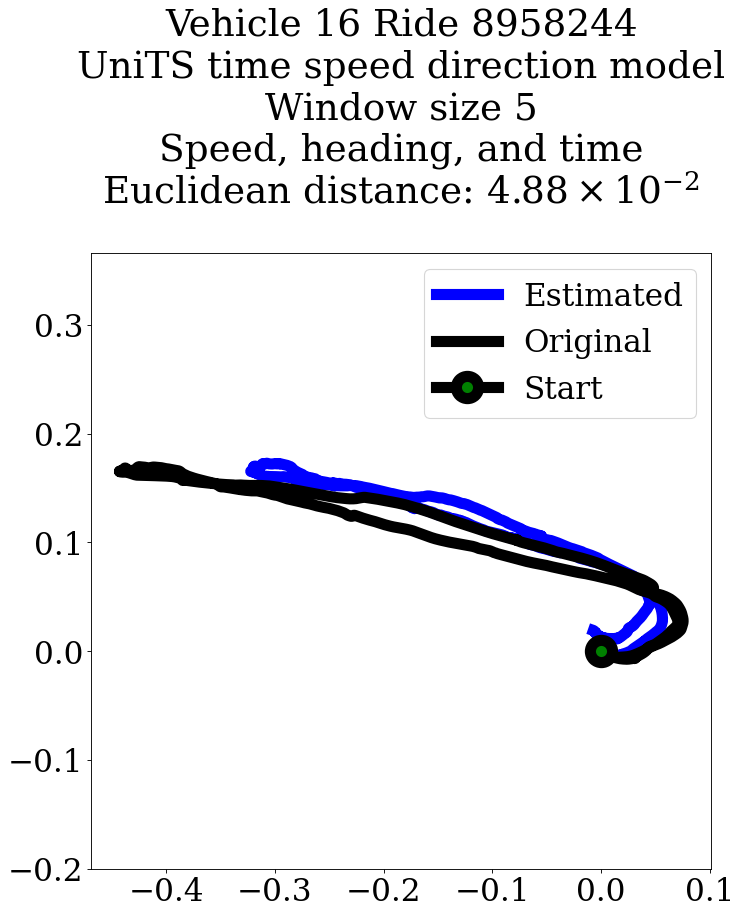 Vehicle 16 Ride 8958244
UniTS time speed direction model
Window size 5
Speed, heading, and time
Euclidean distance: 4.88 × 10⁻²
Estimated
Original
Start
0.3
0.2
0.1
0.0
−0.1
−0.2
−0.4
−0.3
−0.2
−0.1
0.0
0.1